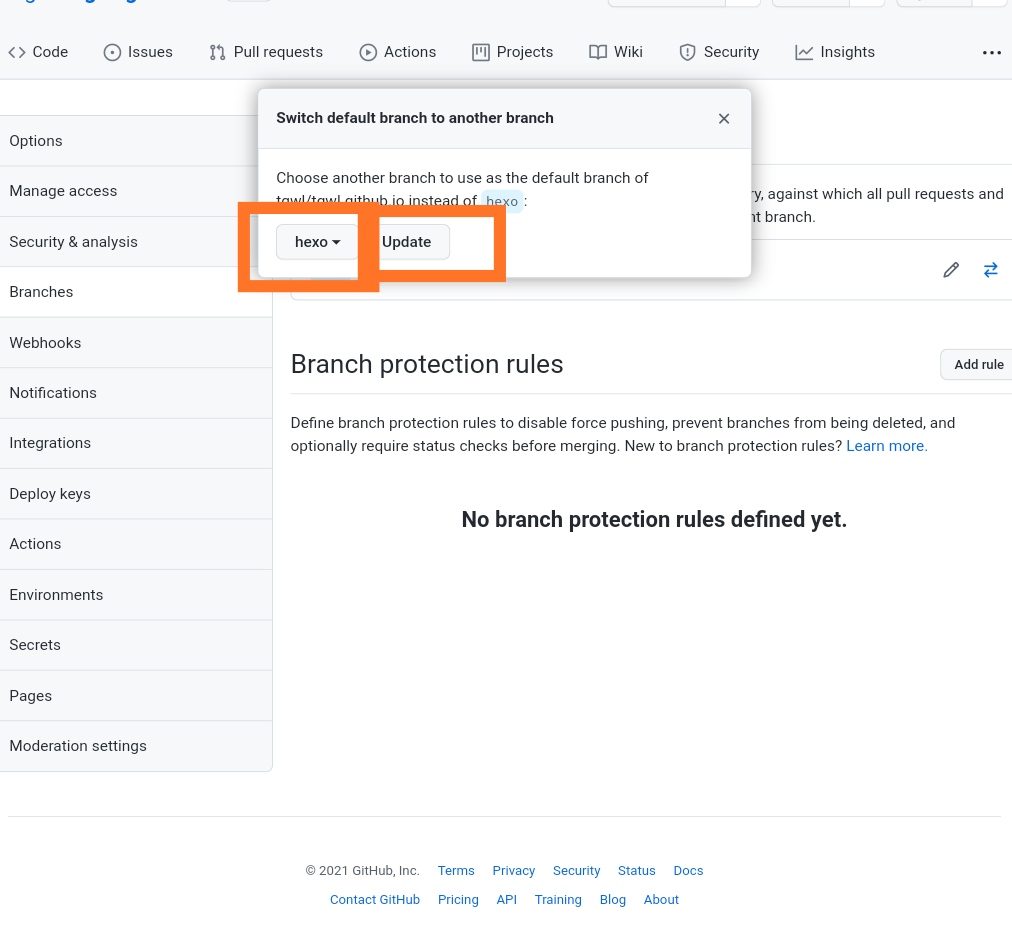 Code Issues Pull requests Actions Projects Wiki Security Insights
Switch default branch to another branch
Choose another branch to use as the default branch of
tqwl/tqwl.github.io instead of hexo :
hexo Update
Options
Manage access
Security & analysis
Branches
Webhooks
Notifications
Integrations
Deploy keys
Actions
Environments
Secrets
Pages
Moderation settings
against which all pull requests and
branch.
Branch protection rules
Add rule
Define branch protection rules to disable force pushing, prevent branches from being deleted, and
optionally require status checks before merging. New to branch protection rules? Learn more.
No branch protection rules defined yet.
© 2021 GitHub, Inc. Terms Privacy Security Status Docs
Contact GitHub Pricing API Training Blog About